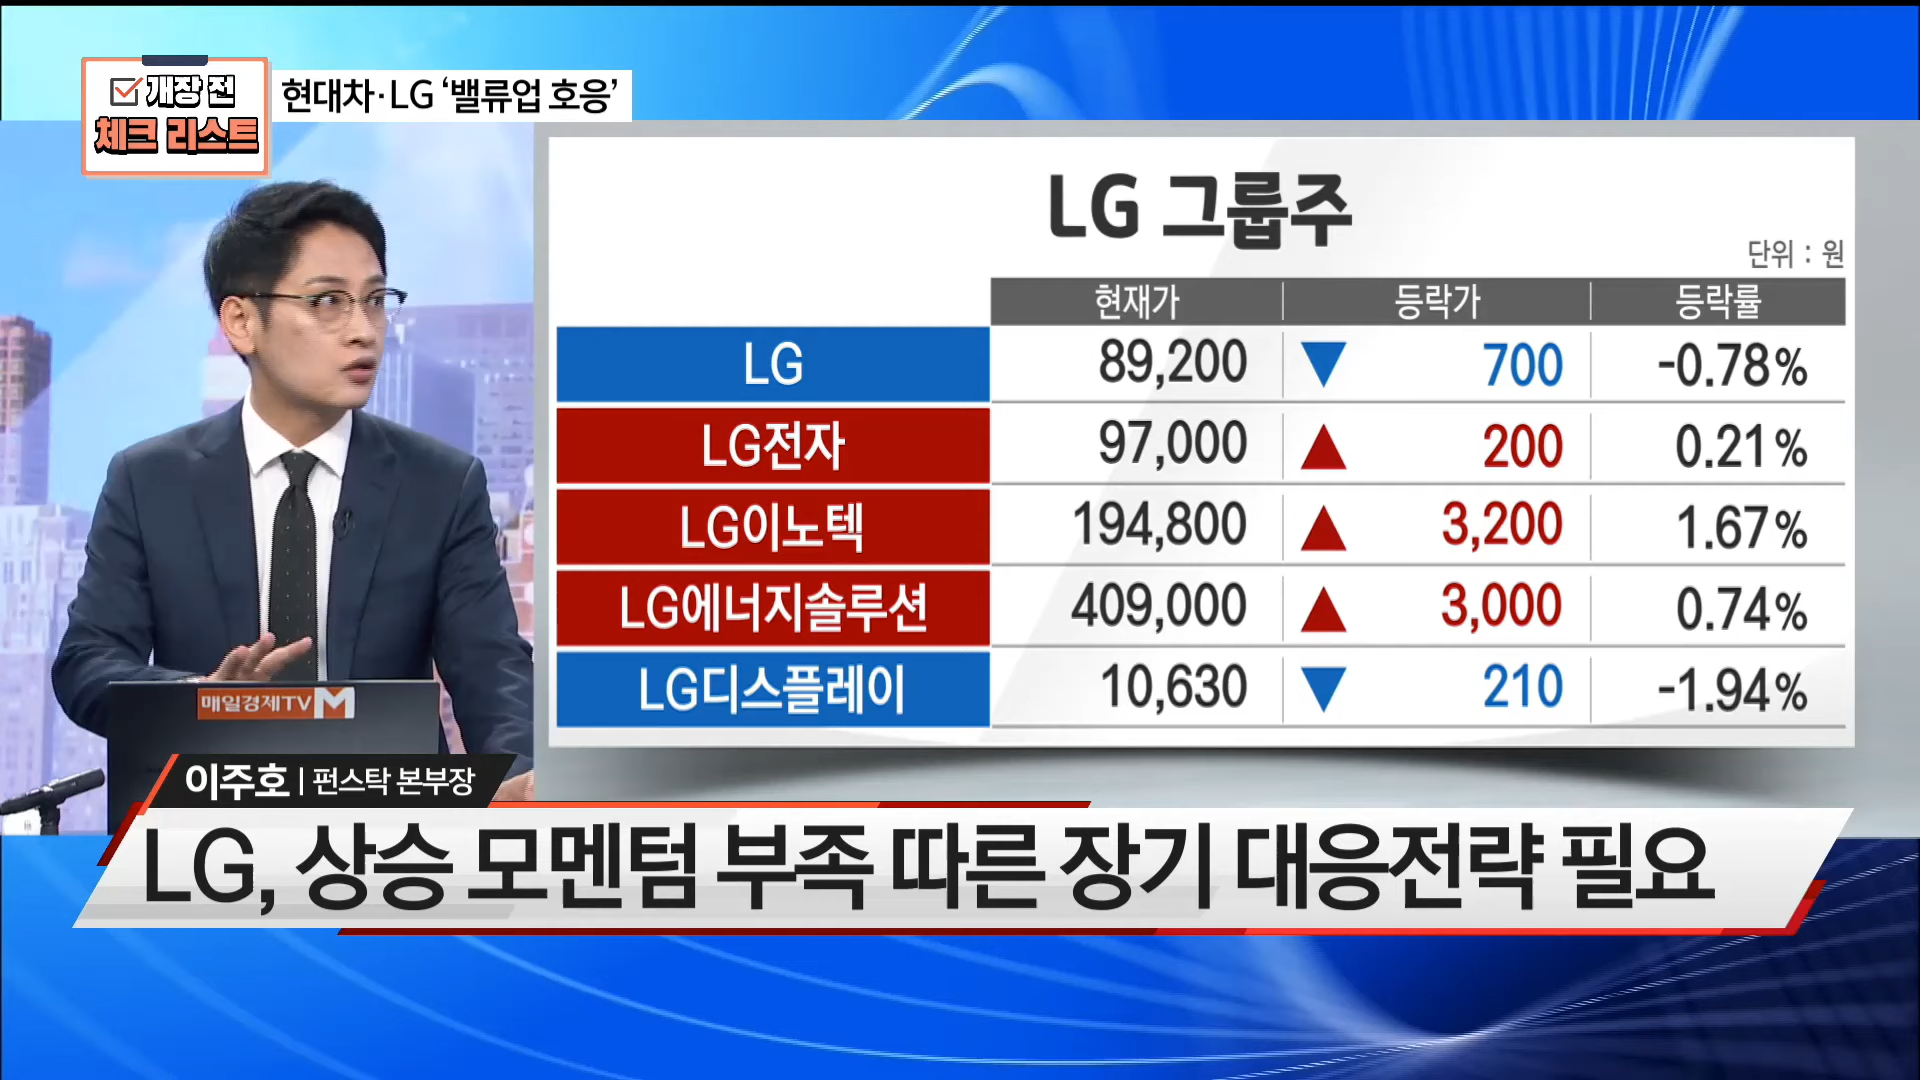 개장 전
체크 리스트
현대차·LG ‘밸류업 호응’
LG 그룹주
단위 : 원
현재가 등락가 등락률
LG 89,200 ▼ 700 -0.78%
LG전자 97,000 ▲ 200 0.21%
LG이노텍 194,800 ▲ 3,200 1.67%
LG에너지솔루션 409,000 ▲ 3,000 0.74%
LG디스플레이 10,630 ▼ 210 -1.94%
매일경제TV M
이주호 | 펀스탁 본부장
LG, 상승 모멘텀 부족 따른 장기 대응전략 필요